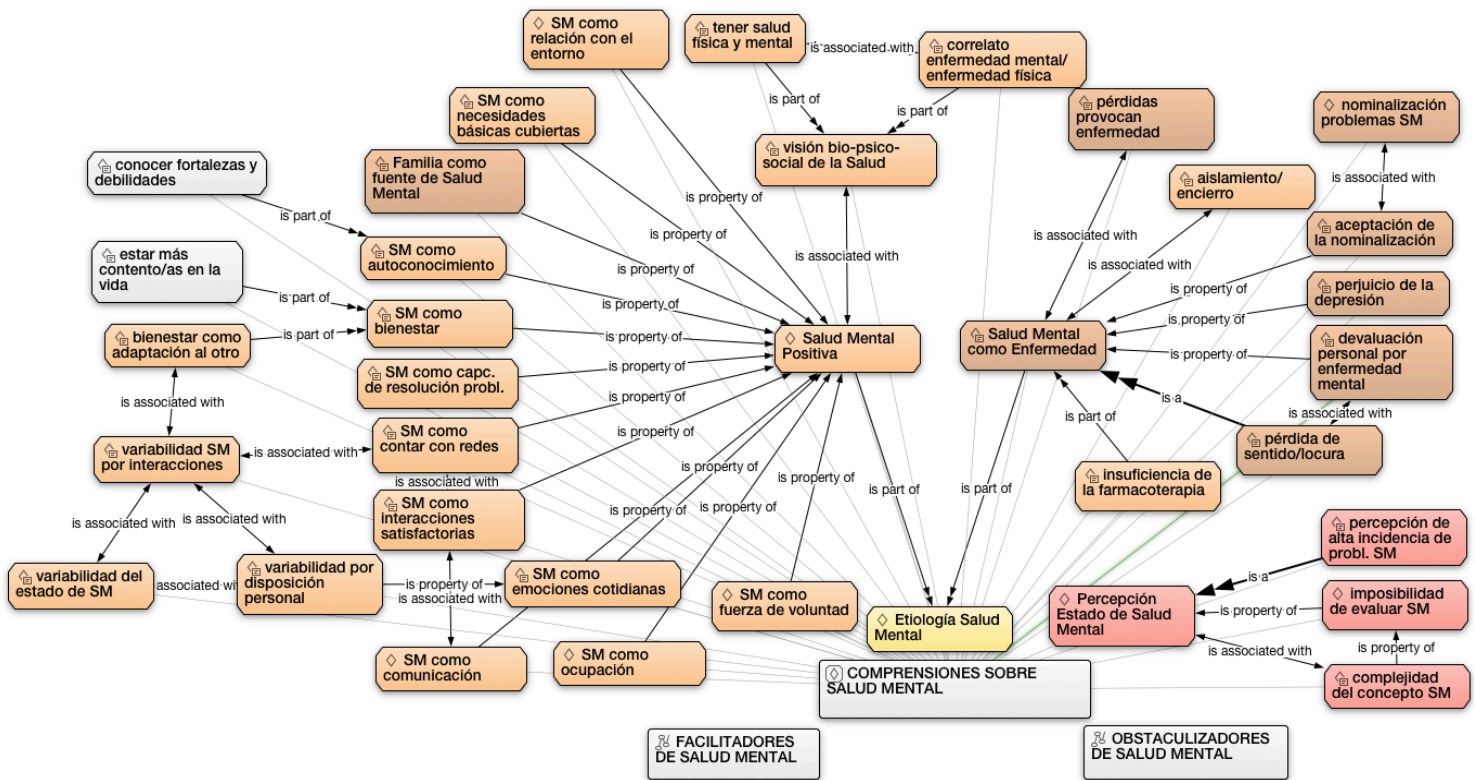 SM como
relación con el
entorno
tener salud
física y mental
is associated with
correlato
enfermedad mental/
enfermedad física
SM como
necesidades
básicas cubiertas
is part of
is part of
pérdidas
provocan
enfermedad
nominalización
problemas SM
conocer fortalezas y
debilidades
Familia como
fuente de Salud
Mental
visión bio-psico-
social de la Salud
aislamiento/
encierro
is associated with
is property of
is part of
is property of
is associated with
aceptación de
la nominalización
estar más
contento/as en la
vida
SM como
autoconocimiento
is property of
is associated with
is associated with
is property of
perjuicio de la
depresión
is part of
SM como
bienestar
is property of
is property of
bienestar como
adaptación al otro
is part of
is property of
Salud Mental
Positiva
Salud Mental
como Enfermedad
is property of
devaluación
personal por
enfermedad
mental
SM como capc.
de resolución probl.
is property of
is associated with
is a
is associated with
SM como
contar con redes
is property of
is property of
is part of
pérdida de
sentido/locura
variabilidad SM
por interacciones
is associated with
is associated with
is property of
is property of
insuficiencia de
la farmacoterapia
SM como
interacciones
satisfactorias
is property of
is property of
is part of
is part of
is associated with
is associated with
percepción de
alta incidencia de
probl. SM
variabilidad del
estado de SM
associated wit
variabilidad por
disposición
personal
is property of
is associated with
SM como
emociones cotidianas
SM como
fuerza de voluntad
is a
Etiología Salud
Mental
Percepción
Estado de Salud
Mental
is property of
imposibilidad
de evaluar SM
SM como
comunicación
SM como
ocupación
is associated with
is property of
COMPRENSIONES SOBRE
SALUD MENTAL
complejidad
del concepto SM
FACILITADORES
DE SALUD MENTAL
OBSTACULIZADORES
DE SALUD MENTAL